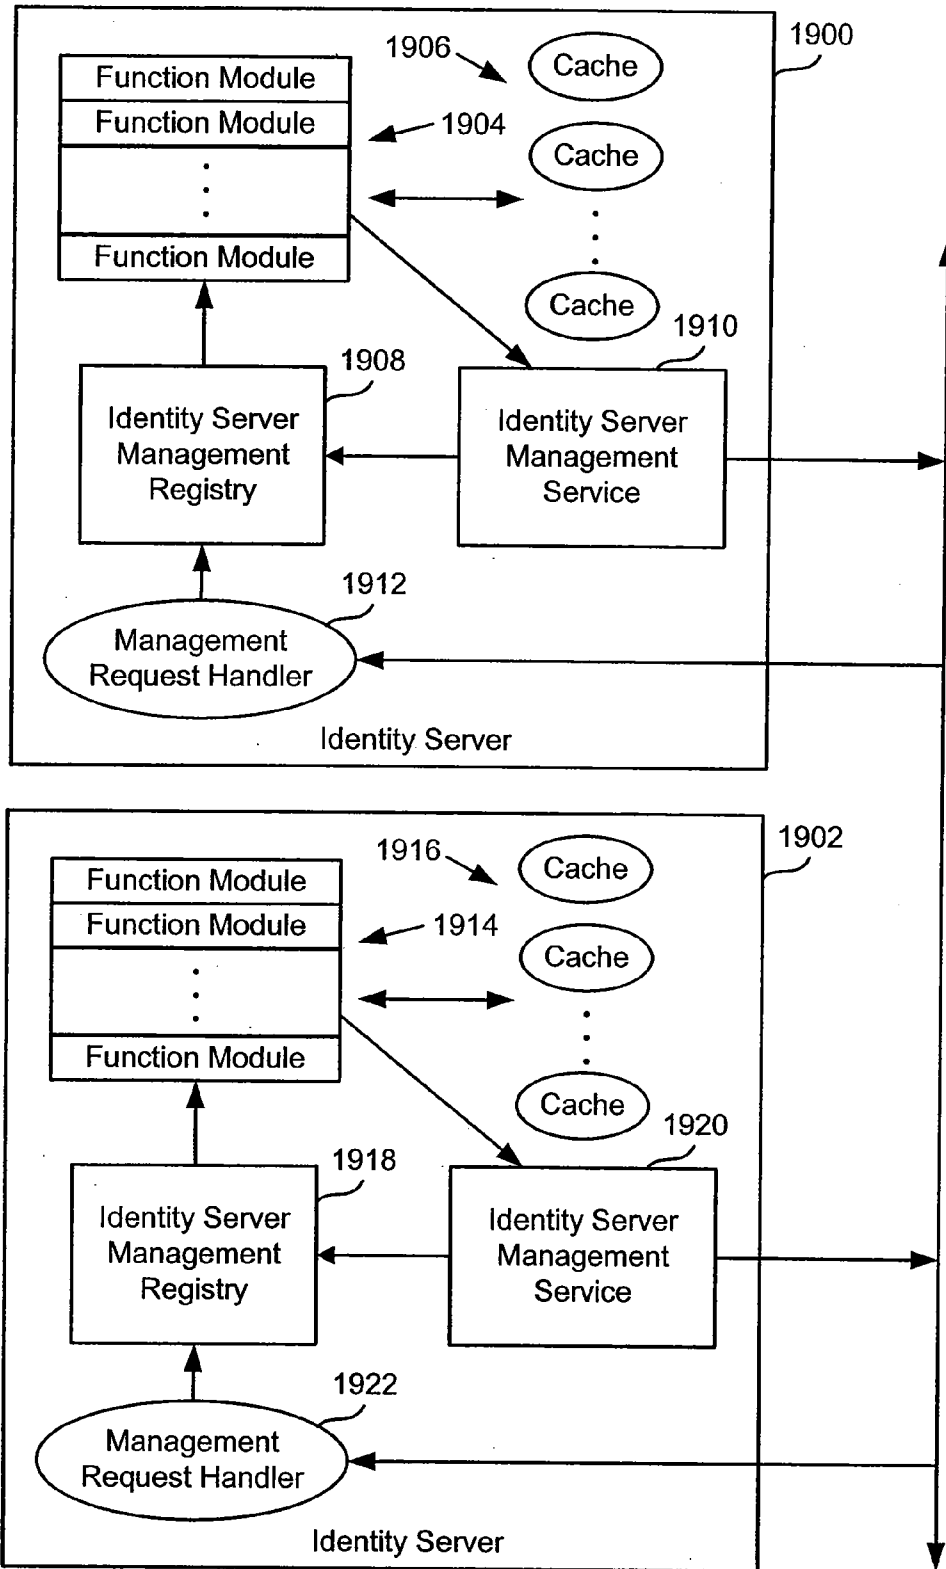 1900
1906
Cache
Function Module
Function Module
1904
Cache
Function Module
Cache
1910
1908
Identity Server
Management
Registry
Identity Server
Management
Service
1912
Management
Request Handler
Identity Server
1902
1916
Cache
Function Module
Function Module
1914
Cache
Function Module
Cache
1920
1918
Identity Server
Management
Registry
Identity Server
Management
Service
1922
Management
Request Handler
Identity Server